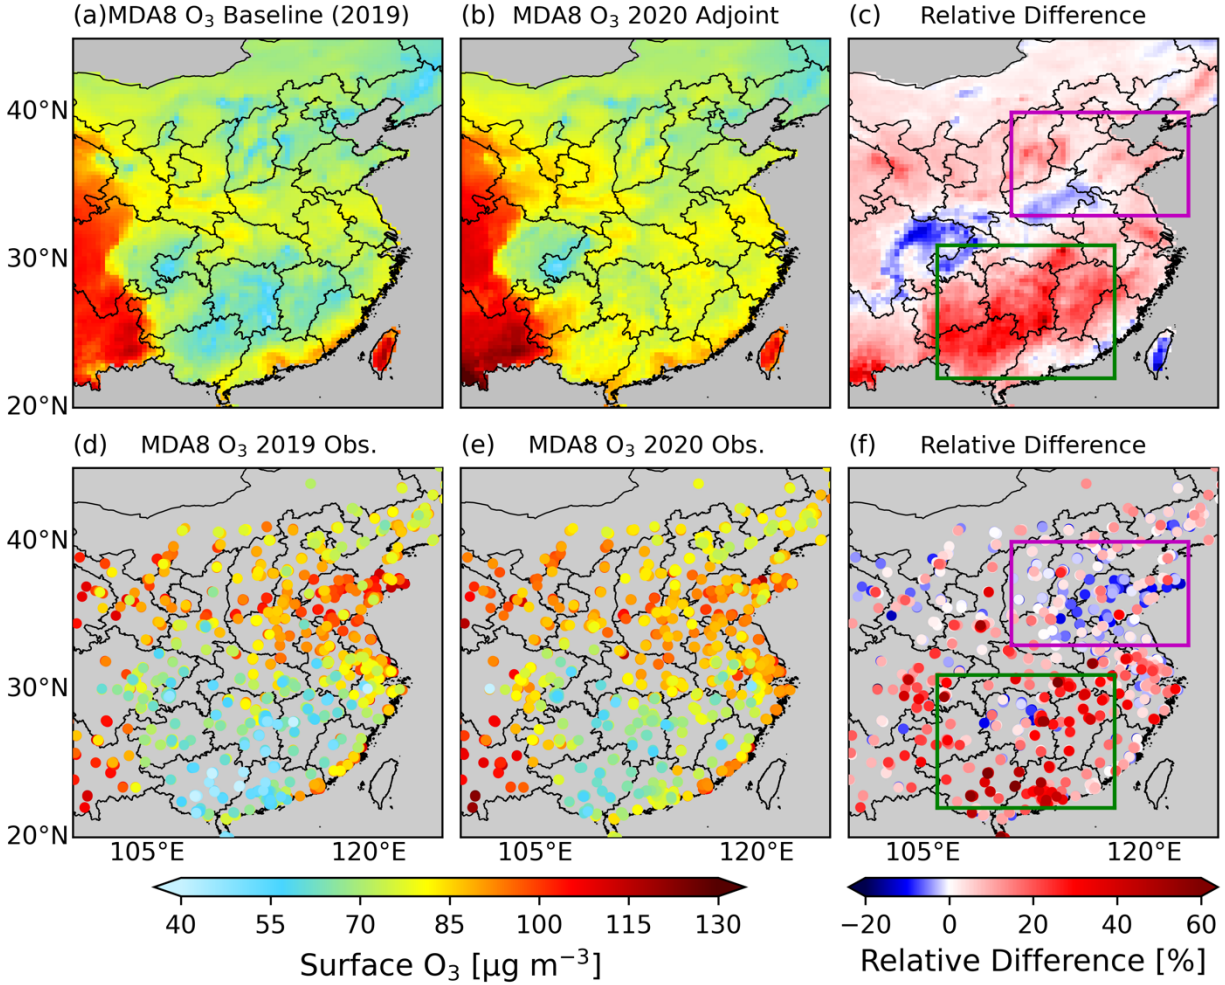 (a)MDA8 O₃ Baseline (2019)
(b) MDA8 O₃ 2020 Adjoint
(c) Relative Difference
40°N
30°N
20°N
(d) MDA8 O₃ 2019 Obs.
(e) MDA8 O₃ 2020 Obs.
(f) Relative Difference
40°N
30°N
20°N
105°E 120°E 105°E 120°E 105°E 120°E
40 55 70 85 100 115 130
−20 0 20 40 60
Surface O₃ [μg m⁻³]
Relative Difference [%]